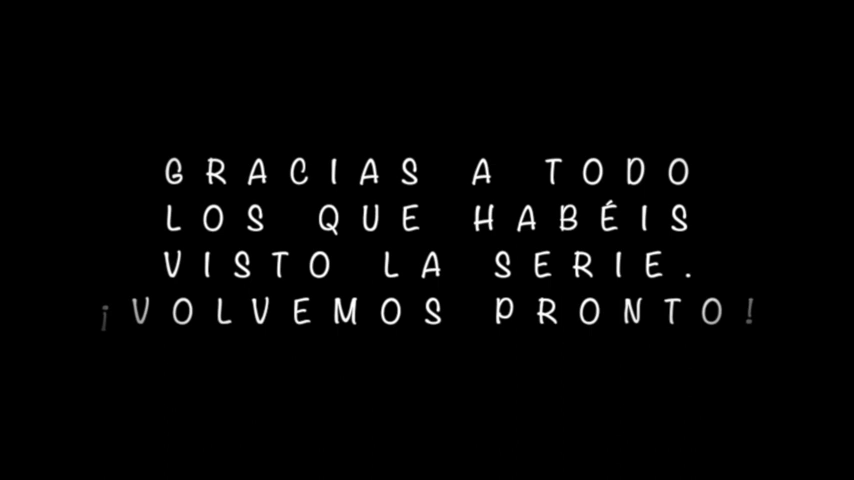 GRACIAS A TODO
LOS QUE HABÉIS
VISTO LA SERIE.
¡VOLVEMOS PRONTO!